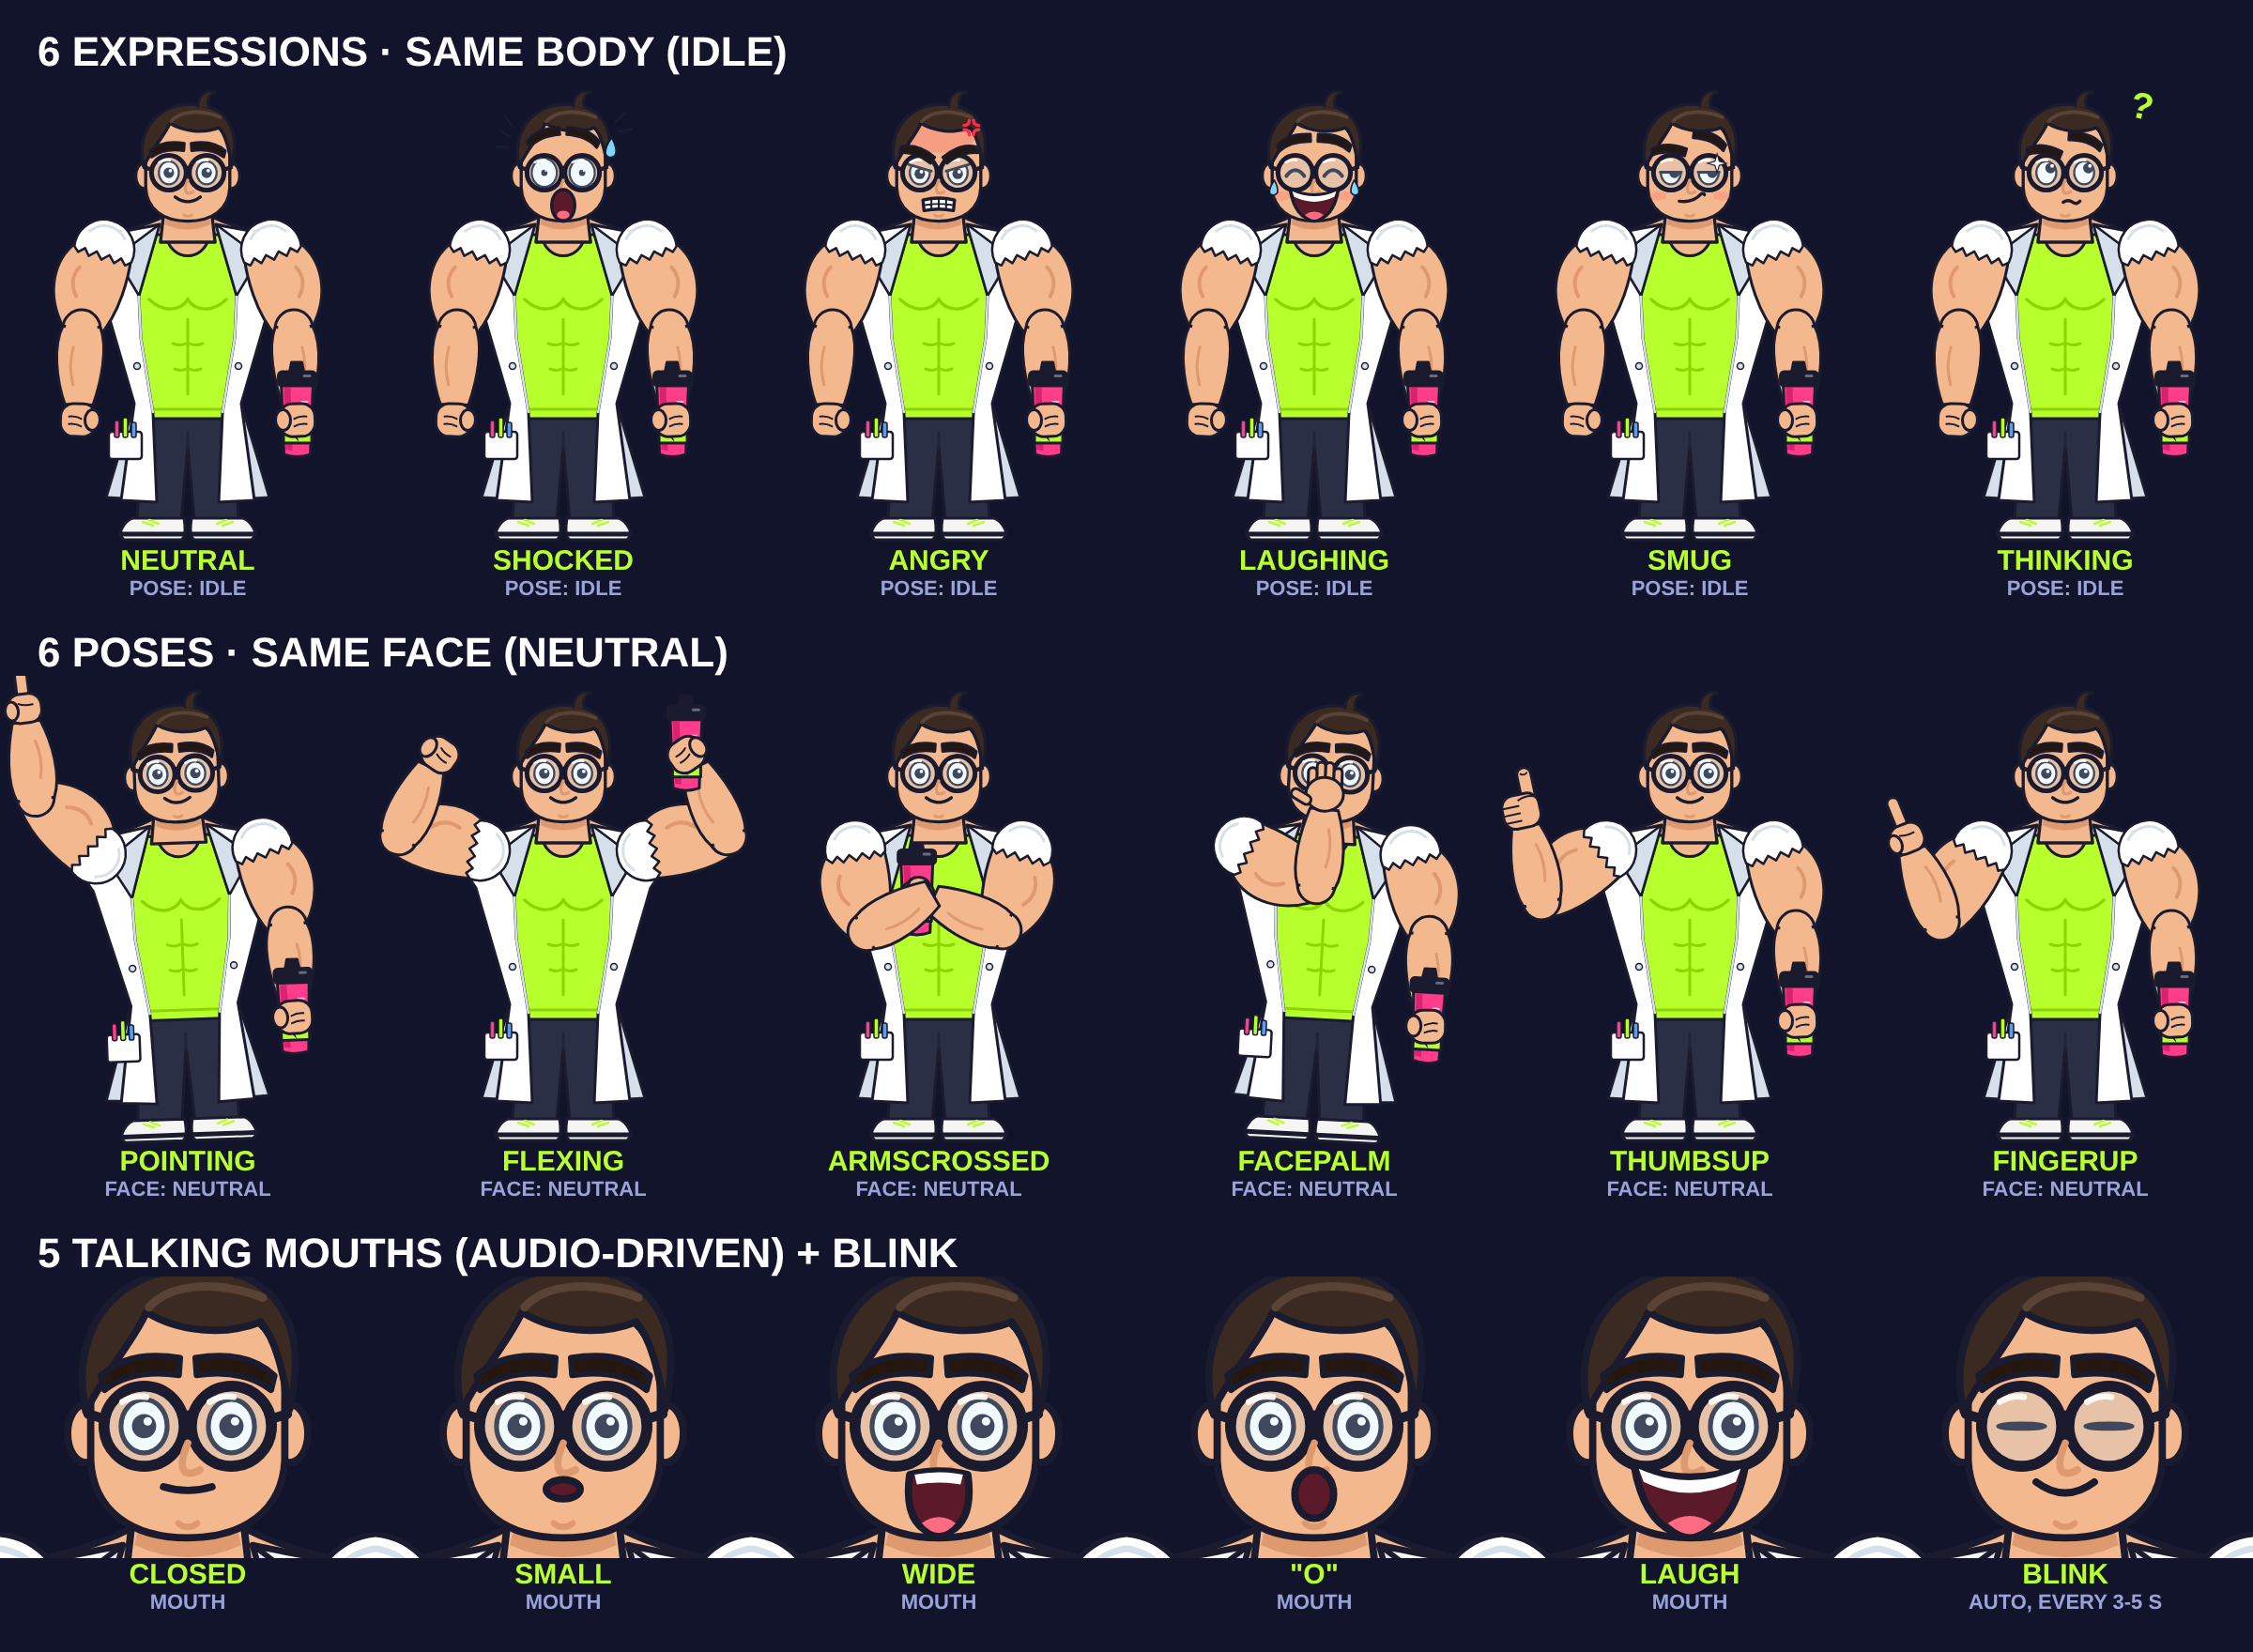 6 EXPRESSIONS · SAME BODY (IDLE)
?
NEUTRAL SHOCKED ANGRY LAUGHING SMUG THINKING
POSE: IDLE POSE: IDLE POSE: IDLE POSE: IDLE POSE: IDLE POSE: IDLE
6 POSES · SAME FACE (NEUTRAL)
POINTING FLEXING ARMSCROSSED FACEPALM THUMBSUP FINGERUP
FACE: NEUTRAL FACE: NEUTRAL FACE: NEUTRAL FACE: NEUTRAL FACE: NEUTRAL FACE: NEUTRAL
5 TALKING MOUTHS (AUDIO-DRIVEN) + BLINK
CLOSED SMALL WIDE "O" LAUGH BLINK
MOUTH MOUTH MOUTH MOUTH MOUTH AUTO, EVERY 3-5 S